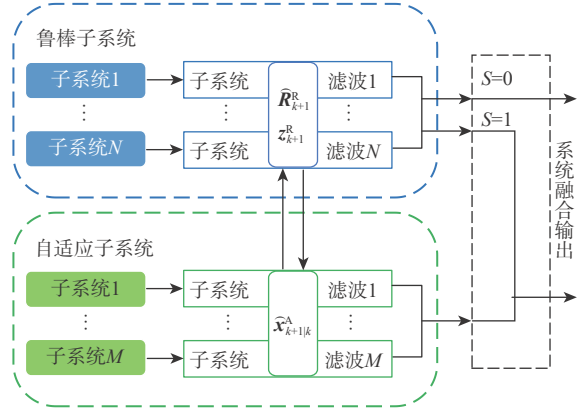 鲁棒子系统
子系统1 子系统 滤波1
⋮ ⋮ R̂ᴿₖ₊₁ ⋮
zᴿₖ₊₁
子系统N 子系统 滤波N
S=0
S=1
系统融合输出
自适应子系统
子系统1 子系统 滤波1
⋮ ⋮ x̂ᴬₖ₊₁|ₖ ⋮
子系统M 子系统 滤波M